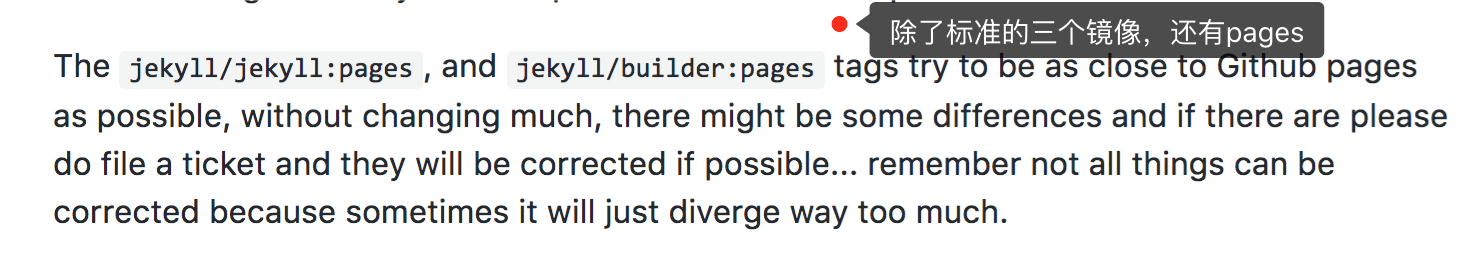 除了标准的三个镜像，还有pages
The jekyll/jekyll:pages, and jekyll/builder:pages tags try to be as close to Github pages
as possible, without changing much, there might be some differences and if there are please
do file a ticket and they will be corrected if possible... remember not all things can be
corrected because sometimes it will just diverge way too much.